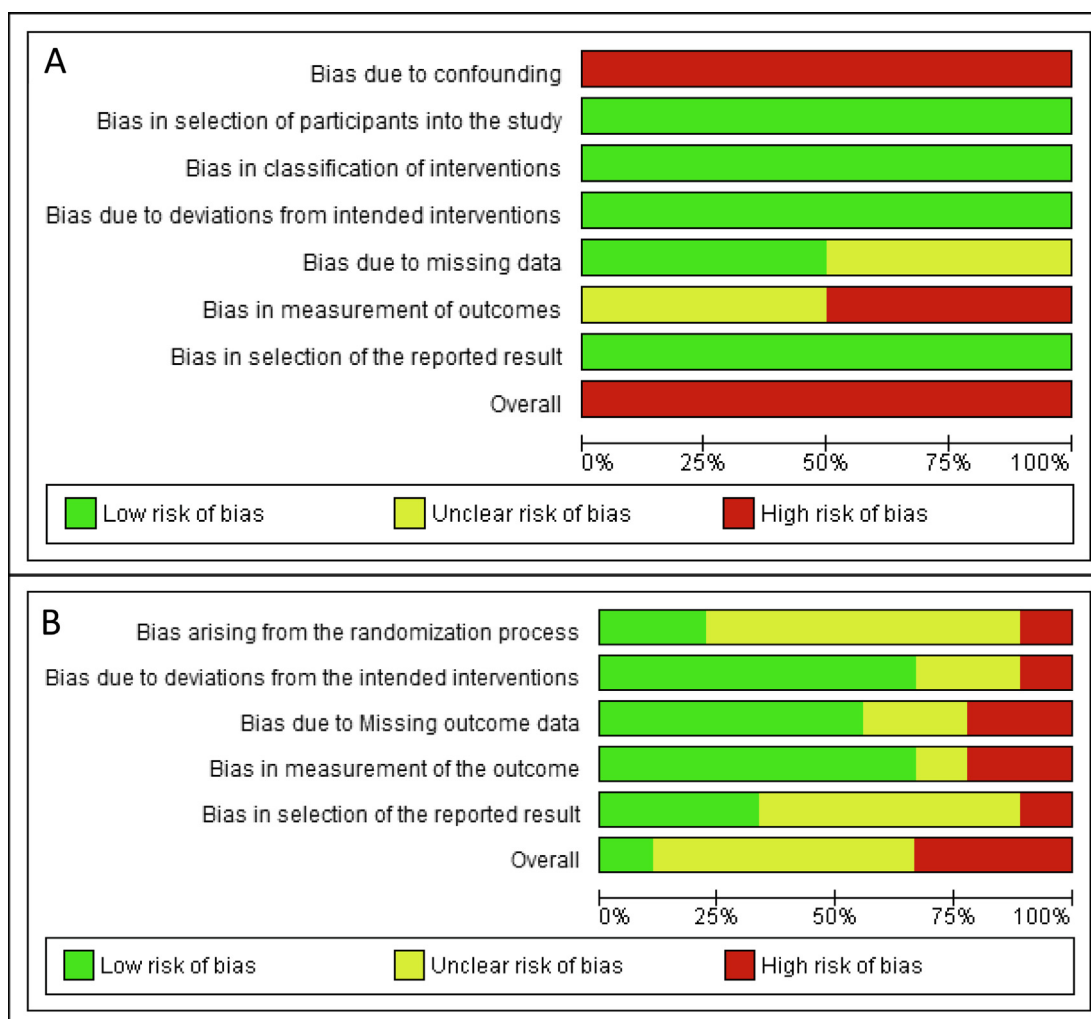 A
Bias due to confounding
Bias in selection of participants into the study
Bias in classification of interventions
Bias due to deviations from intended interventions
Bias due to missing data
Bias in measurement of outcomes
Bias in selection of the reported result
Overall
0% 25% 50% 75% 100%
Low risk of bias Unclear risk of bias High risk of bias
B
Bias arising from the randomization process
Bias due to deviations from the intended interventions
Bias due to Missing outcome data
Bias in measurement of the outcome
Bias in selection of the reported result
Overall
0% 25% 50% 75% 100%
Low risk of bias Unclear risk of bias High risk of bias